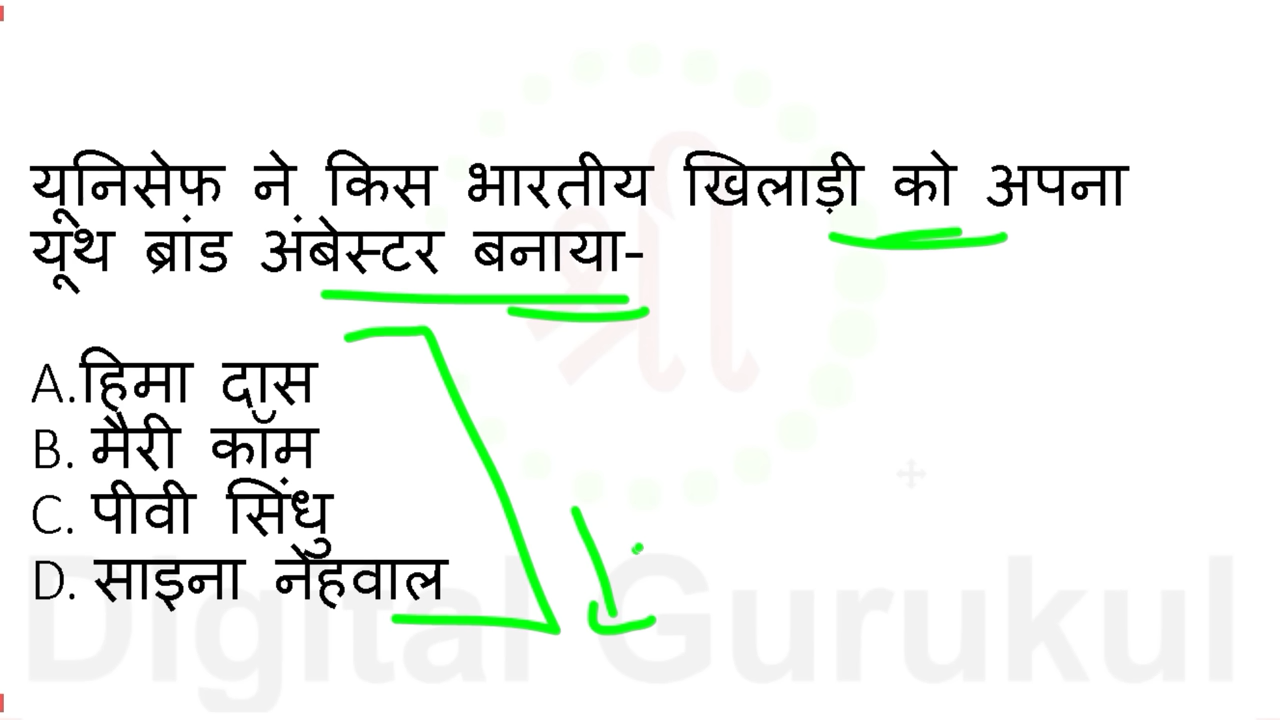 यूनिसेफ ने किस भारतीय खिलाड़ी को अपना
यूथ ब्रांड अंबेस्टर बनाया-
A.हिमा दास
B. मैरी कॉम
C. पीवी सिंधु
D. साइना नेहवाल
श्री
Digital Gurukul